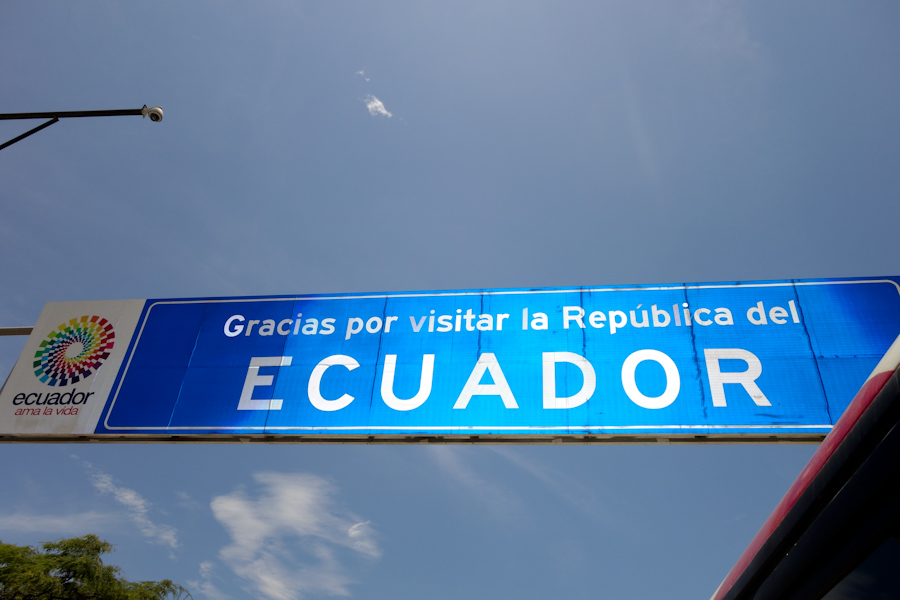 Gracias por visitar la República del
ECUADOR
ecuador
ama la vida